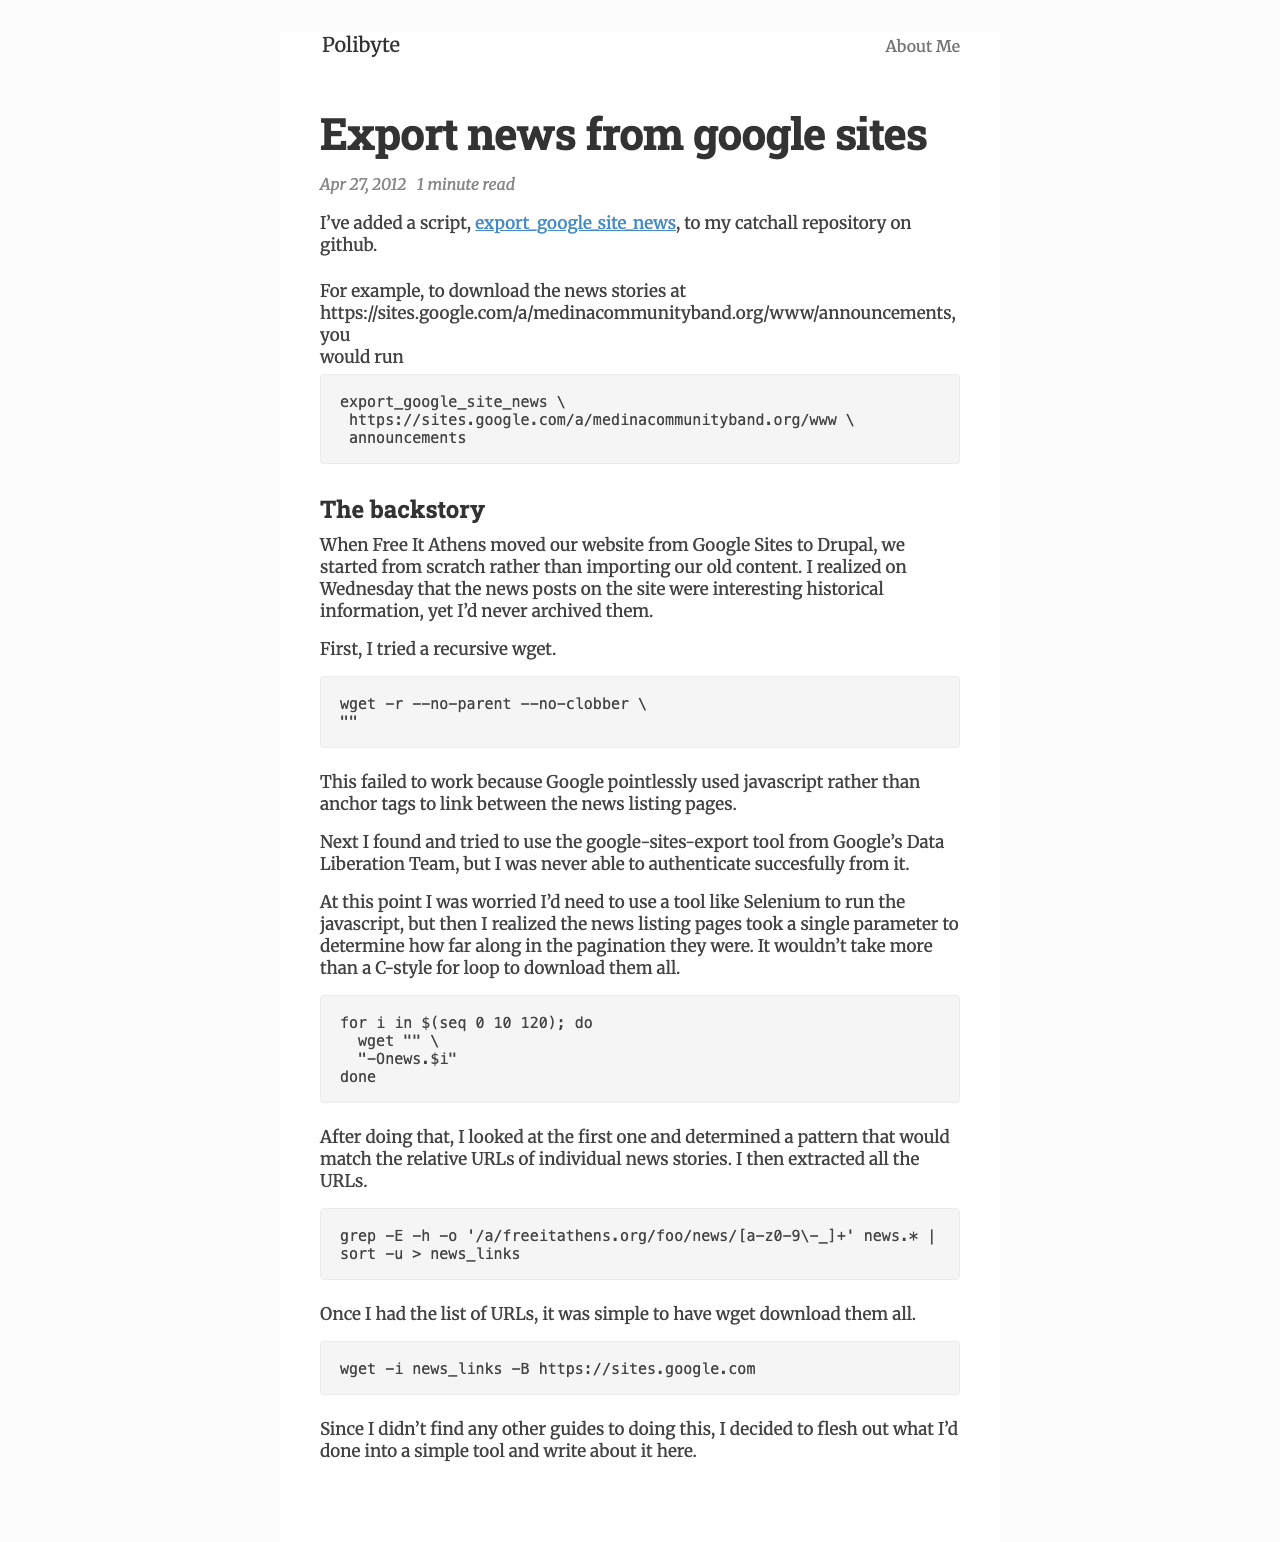 Polibyte
About Me
Export news from google sites
Apr 27, 2012 1 minute read
I’ve added a script, export_google_site_news, to my catchall repository on
github.
For example, to download the news stories at
https://sites.google.com/a/medinacommunityband.org/www/announcements,
you
would run
export_google_site_news \
 https://sites.google.com/a/medinacommunityband.org/www \
 announcements
The backstory
When Free It Athens moved our website from Google Sites to Drupal, we
started from scratch rather than importing our old content. I realized on
Wednesday that the news posts on the site were interesting historical
information, yet I’d never archived them.
First, I tried a recursive wget.
wget -r --no-parent --no-clobber \
""
This failed to work because Google pointlessly used javascript rather than
anchor tags to link between the news listing pages.
Next I found and tried to use the google-sites-export tool from Google’s Data
Liberation Team, but I was never able to authenticate succesfully from it.
At this point I was worried I’d need to use a tool like Selenium to run the
javascript, but then I realized the news listing pages took a single parameter to
determine how far along in the pagination they were. It wouldn’t take more
than a C-style for loop to download them all.
for i in $(seq 0 10 120); do
  wget "" \
  "-Onews.$i"
done
After doing that, I looked at the first one and determined a pattern that would
match the relative URLs of individual news stories. I then extracted all the
URLs.
grep -E -h -o '/a/freeitathens.org/foo/news/[a-z0-9\-_]+' news.* |
sort -u > news_links
Once I had the list of URLs, it was simple to have wget download them all.
wget -i news_links -B https://sites.google.com
Since I didn’t find any other guides to doing this, I decided to flesh out what I’d
done into a simple tool and write about it here.